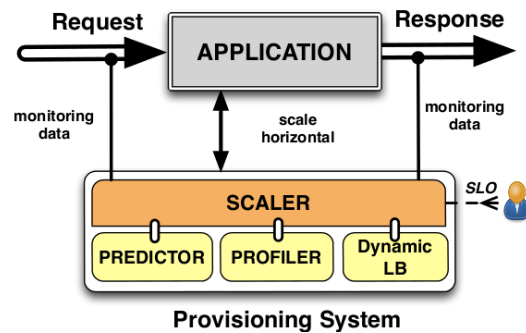 Request
Response
APPLICATION
monitoring
data
scale
horizontal
monitoring
data
SLO
SCALER
PREDICTOR
PROFILER
Dynamic
LB
Provisioning System